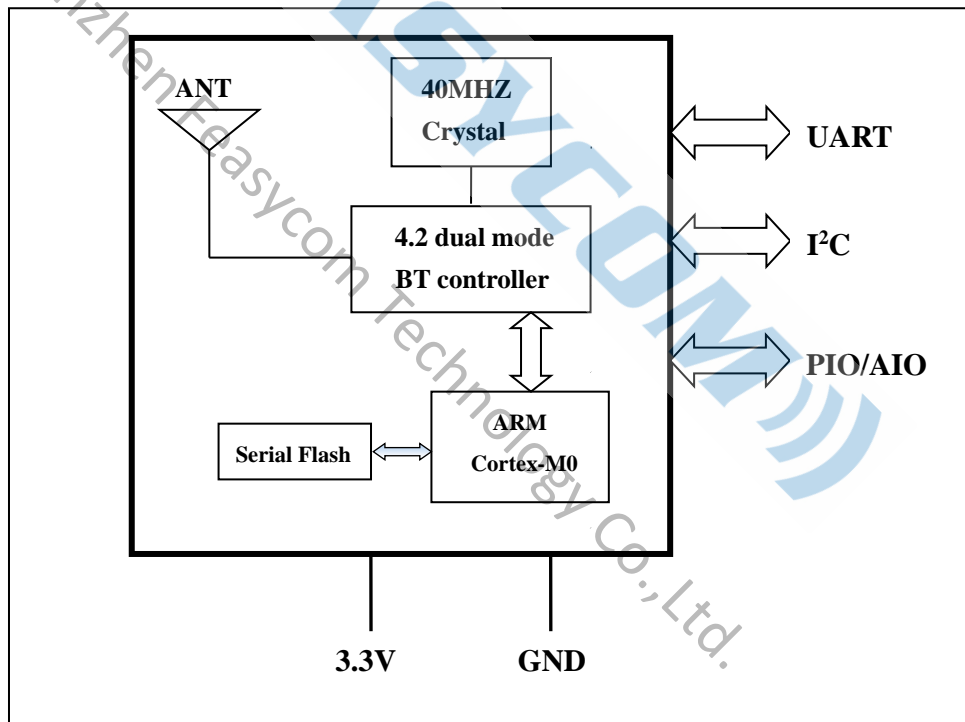 ANT
40MHZ
Crystal
4.2 dual mode
BT controller
ARM
Cortex-M0
Serial Flash
UART
I²C
PIO/AIO
3.3V
GND
Feasycom Technology Co., Ltd.
ASYCOM